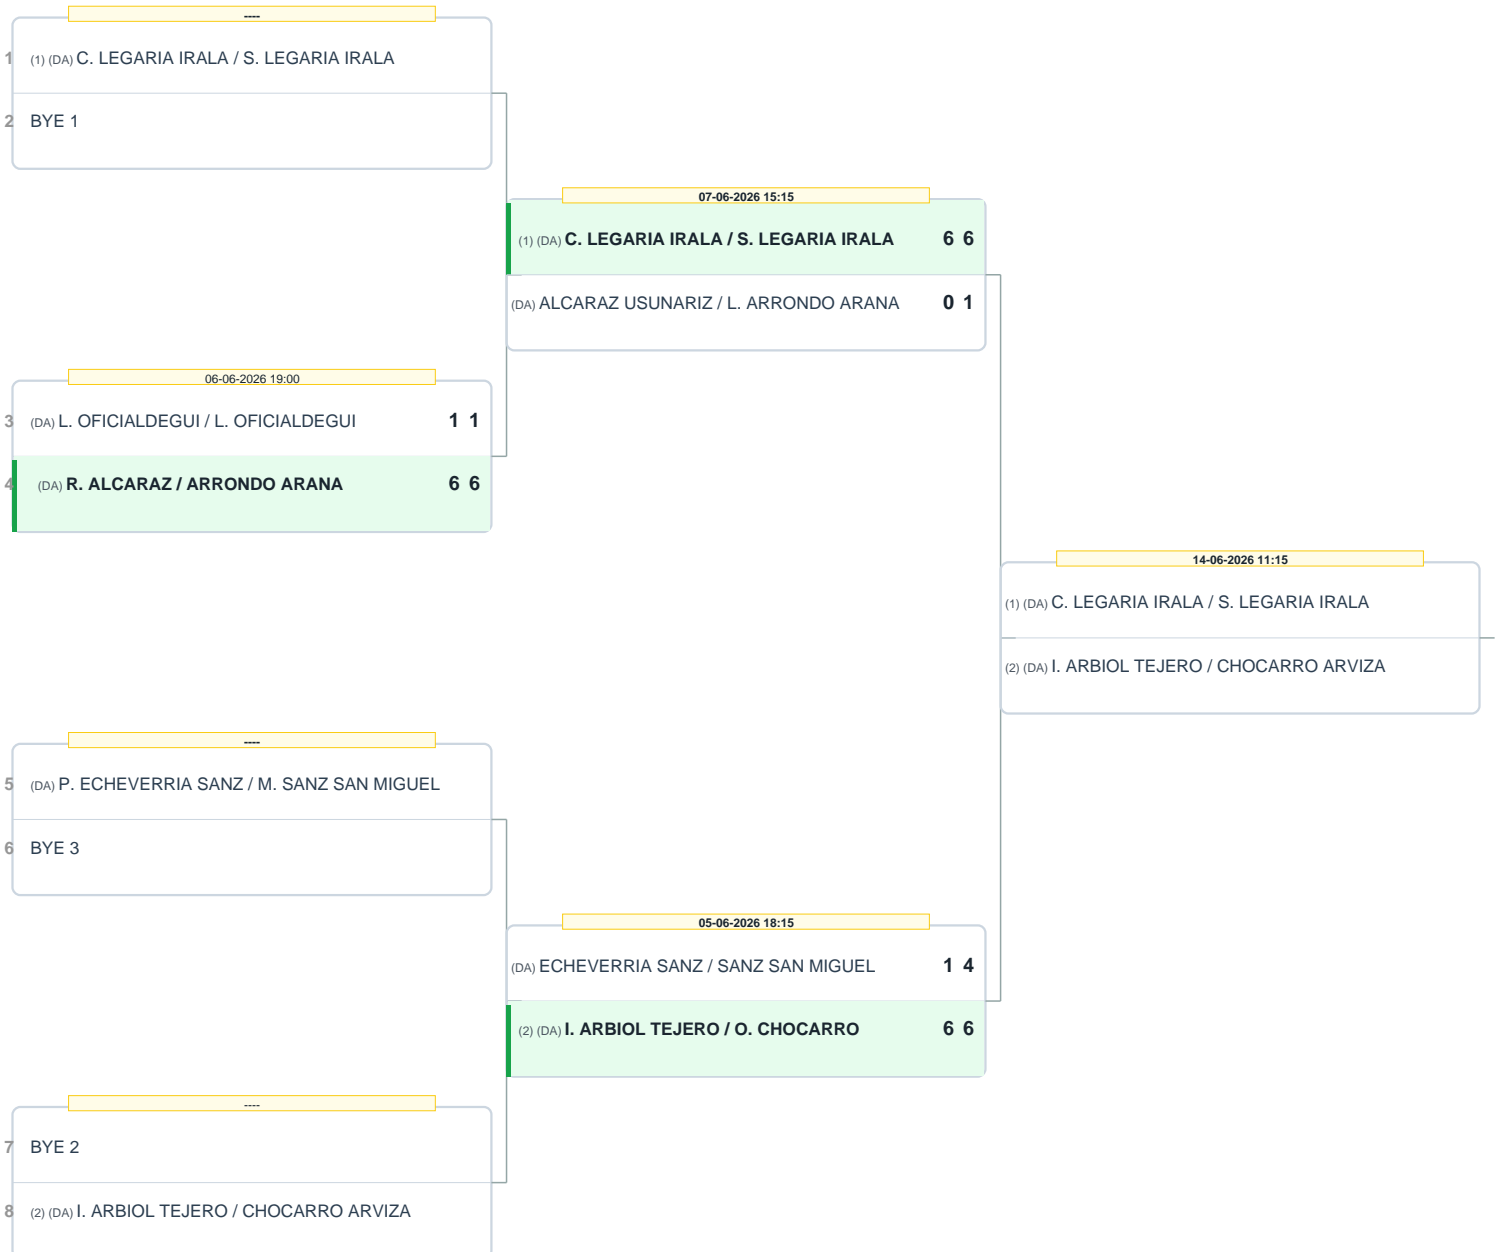 ----
1 (1) (DA) C. LEGARIA IRALA / S. LEGARIA IRALA
2 BYE 1
07-06-2026 15:15
(1) (DA) C. LEGARIA IRALA / S. LEGARIA IRALA 6 6
(DA) ALCARAZ USUNARIZ / L. ARRONDO ARANA 0 1
06-06-2026 19:00
3 (DA) L. OFICIALDEGUI / L. OFICIALDEGUI 1 1
4 (DA) R. ALCARAZ / ARRONDO ARANA 6 6
14-06-2026 11:15
(1) (DA) C. LEGARIA IRALA / S. LEGARIA IRALA
(2) (DA) I. ARBIOL TEJERO / CHOCARRO ARVIZA
----
5 (DA) P. ECHEVERRIA SANZ / M. SANZ SAN MIGUEL
6 BYE 3
05-06-2026 18:15
(DA) ECHEVERRIA SANZ / SANZ SAN MIGUEL 1 4
(2) (DA) I. ARBIOL TEJERO / O. CHOCARRO 6 6
----
7 BYE 2
8 (2) (DA) I. ARBIOL TEJERO / CHOCARRO ARVIZA